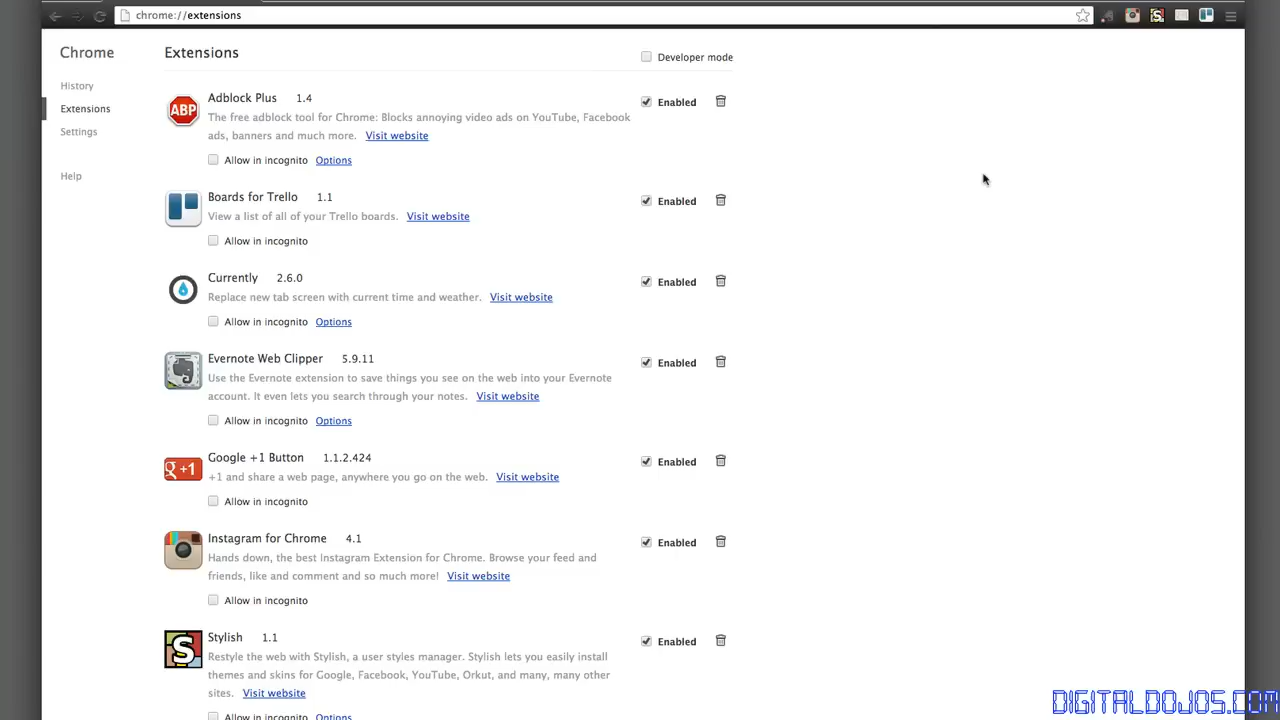 chrome://extensions
Chrome
Extensions
Developer mode
History
Extensions
Settings
Help
ABP
Adblock Plus 1.4
Enabled
The free adblock tool for Chrome: Blocks annoying video ads on YouTube, Facebook
ads, banners and much more. Visit website
Allow in incognito Options
Boards for Trello 1.1
Enabled
View a list of all of your Trello boards. Visit website
Allow in incognito
Currently 2.6.0
Enabled
Replace new tab screen with current time and weather. Visit website
Allow in incognito Options
Evernote Web Clipper 5.9.11
Enabled
Use the Evernote extension to save things you see on the web into your Evernote
account. It even lets you search through your notes. Visit website
Allow in incognito Options
g +1
Google +1 Button 1.1.2.424
Enabled
+1 and share a web page, anywhere you go on the web. Visit website
Allow in incognito
Instagram for Chrome 4.1
Enabled
Hands down, the best Instagram Extension for Chrome. Browse your feed and
friends, like and comment and so much more! Visit website
Allow in incognito
S
Stylish 1.1
Enabled
Restyle the web with Stylish, a user styles manager. Stylish lets you easily install
themes and skins for Google, Facebook, YouTube, Orkut, and many, many other
sites. Visit website
Allow in incognito Options
DIGITALDOJOS.COM